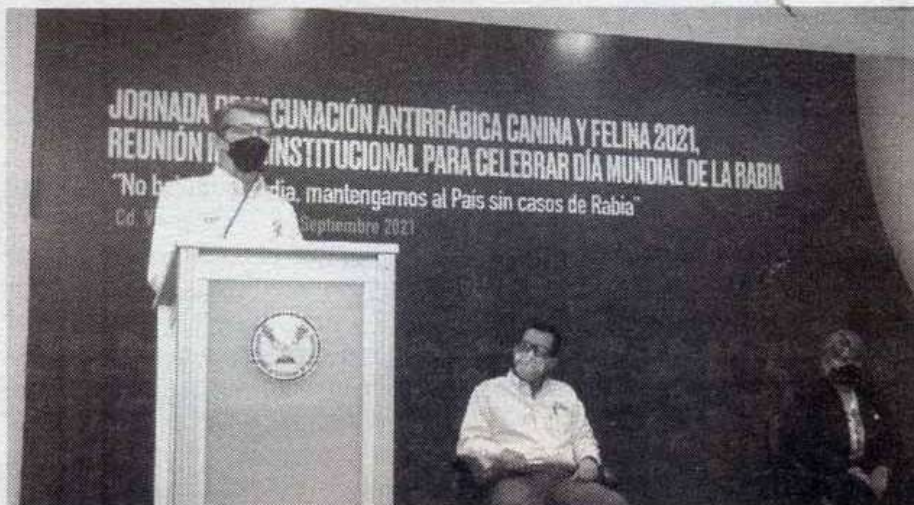 JORNADA CUNACIÓN ANTIRRÁBICA CANINA Y FELINA 2021,
REUNIÓN INSTITUCIONAL PARA CELEBRAR DÍA MUNDIAL DE LA RABIA
"No mantengamos al País sin casos de Rabia"
Cd. Septiembre 2021